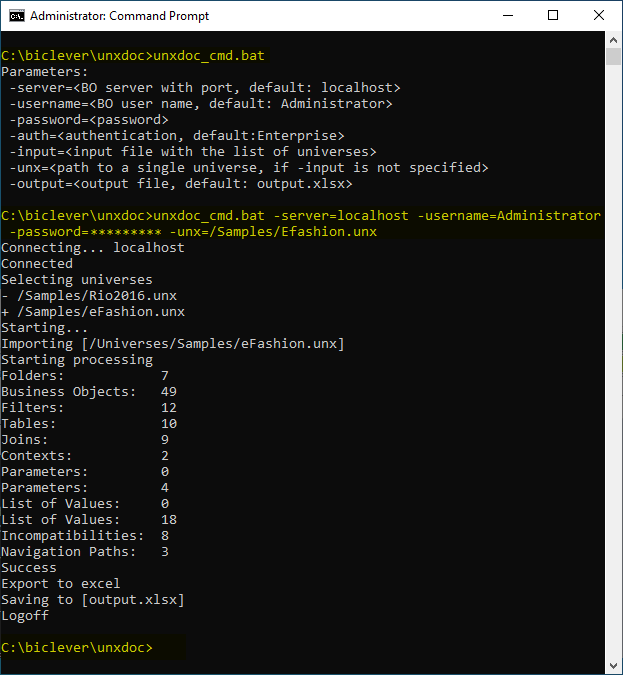 Administrator: Command Prompt
C:\biclever\unxdoc>unxdoc_cmd.bat
Parameters:
 -server=<BO server with port, default: localhost>
 -username=<BO user name, default: Administrator>
 -password=<password>
 -auth=<authentication, default:Enterprise>
 -input=<input file with the list of universes>
 -unx=<path to a single universe, if -input is not specified>
 -output=<output file, default: output.xlsx>
C:\biclever\unxdoc>unxdoc_cmd.bat -server=localhost -username=Administrator
 -password=********* -unx=/Samples/Efashion.unx
Connecting... localhost
Connected
Selecting universes
- /Samples/Rio2016.unx
+ /Samples/eFashion.unx
Starting...
Importing [/Universes/Samples/eFashion.unx]
Starting processing
Folders:            7
Business Objects:   49
Filters:            12
Tables:             10
Joins:              9
Contexts:           2
Parameters:         0
Parameters:         4
List of Values:     0
List of Values:     18
Incompatibilities:  8
Navigation Paths:   3
Success
Export to excel
Saving to [output.xlsx]
Logoff
C:\biclever\unxdoc>